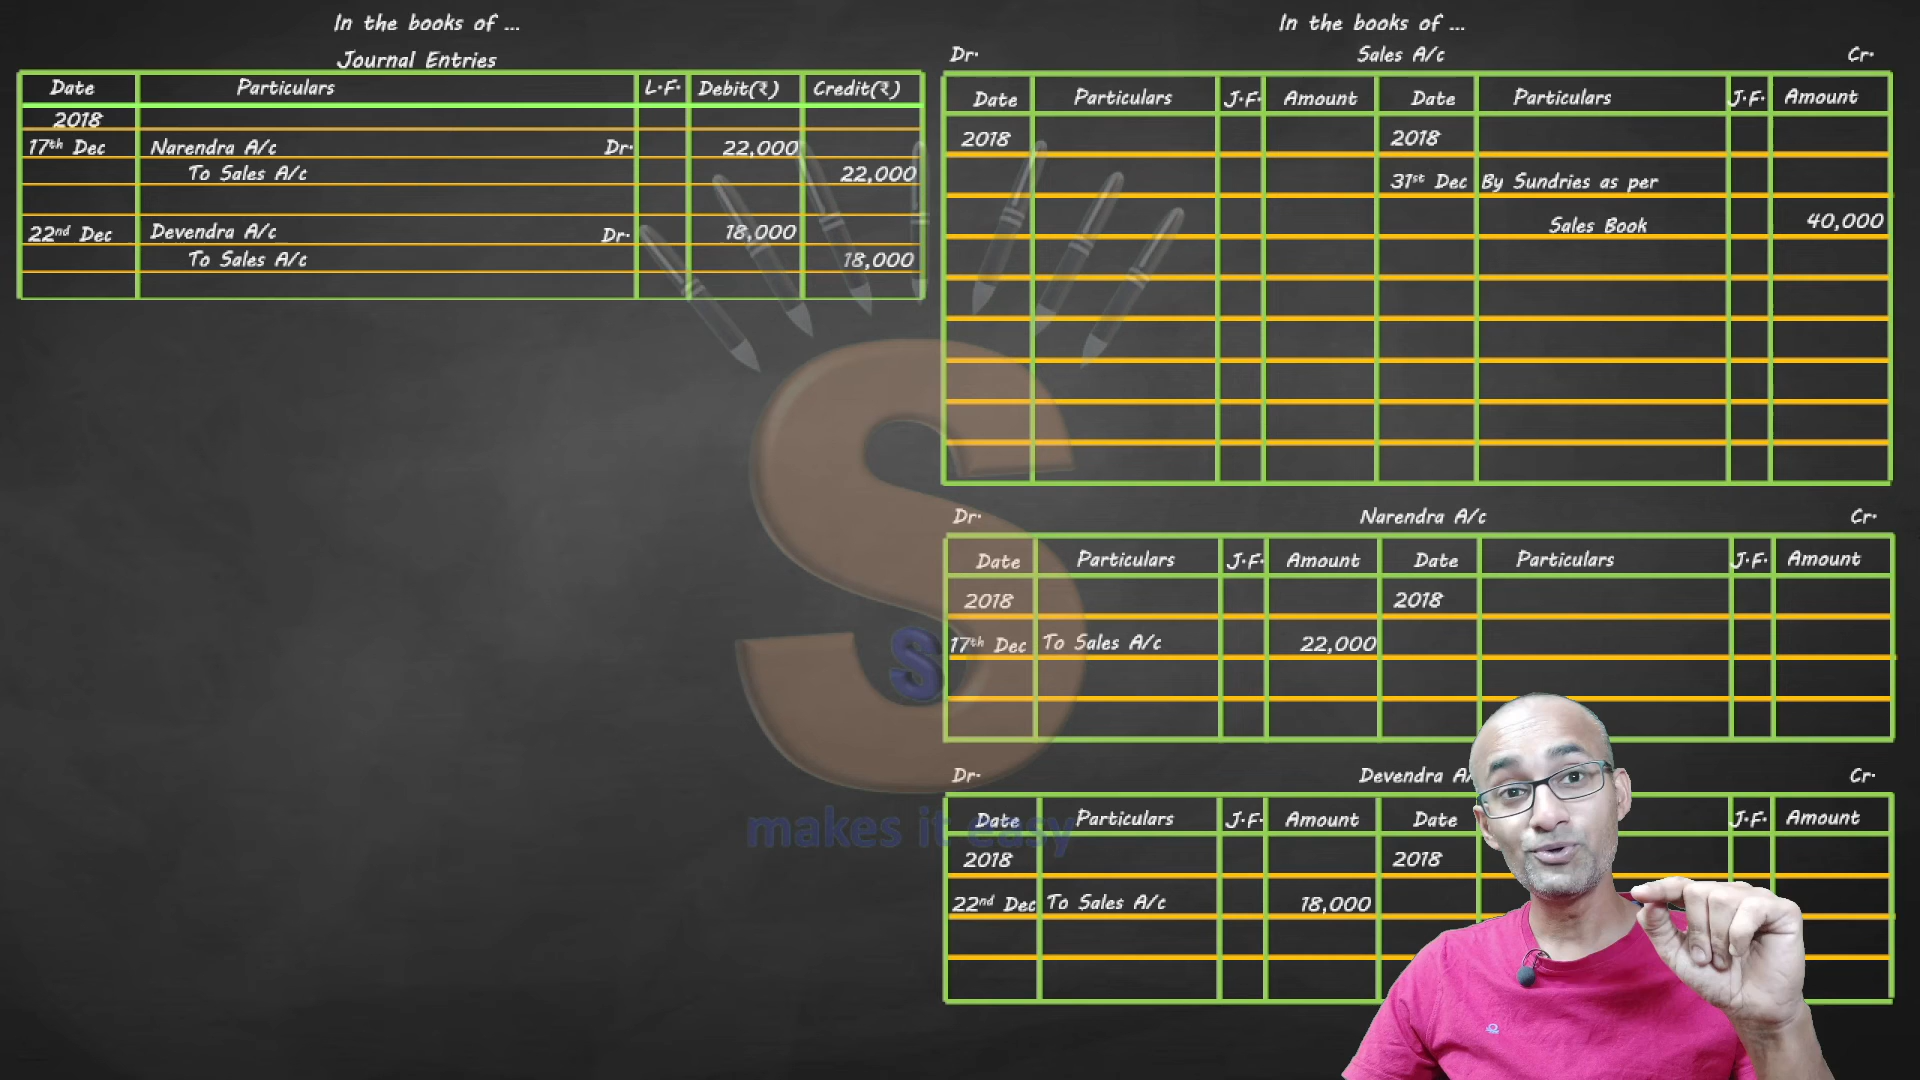 In the books of ...
Journal Entries
Date Particulars L.F. Debit(₹) Credit(₹)
2018
17th Dec Narendra A/c Dr. 22,000
To Sales A/c 22,000
22nd Dec Devendra A/c Dr. 18,000
To Sales A/c 18,000
In the books of ...
Dr. Sales A/c Cr.
Date Particulars J.F. Amount Date Particulars J.F. Amount
2018 2018
31st Dec By Sundries as per
Sales Book 40,000
Dr. Narendra A/c Cr.
Date Particulars J.F. Amount Date Particulars J.F. Amount
2018 2018
17th Dec To Sales A/c 22,000
Dr. Devendra A/ Cr.
Date Particulars J.F. Amount Date J.F. Amount
2018 2018
22nd Dec To Sales A/c 18,000
S
S
makes it easy